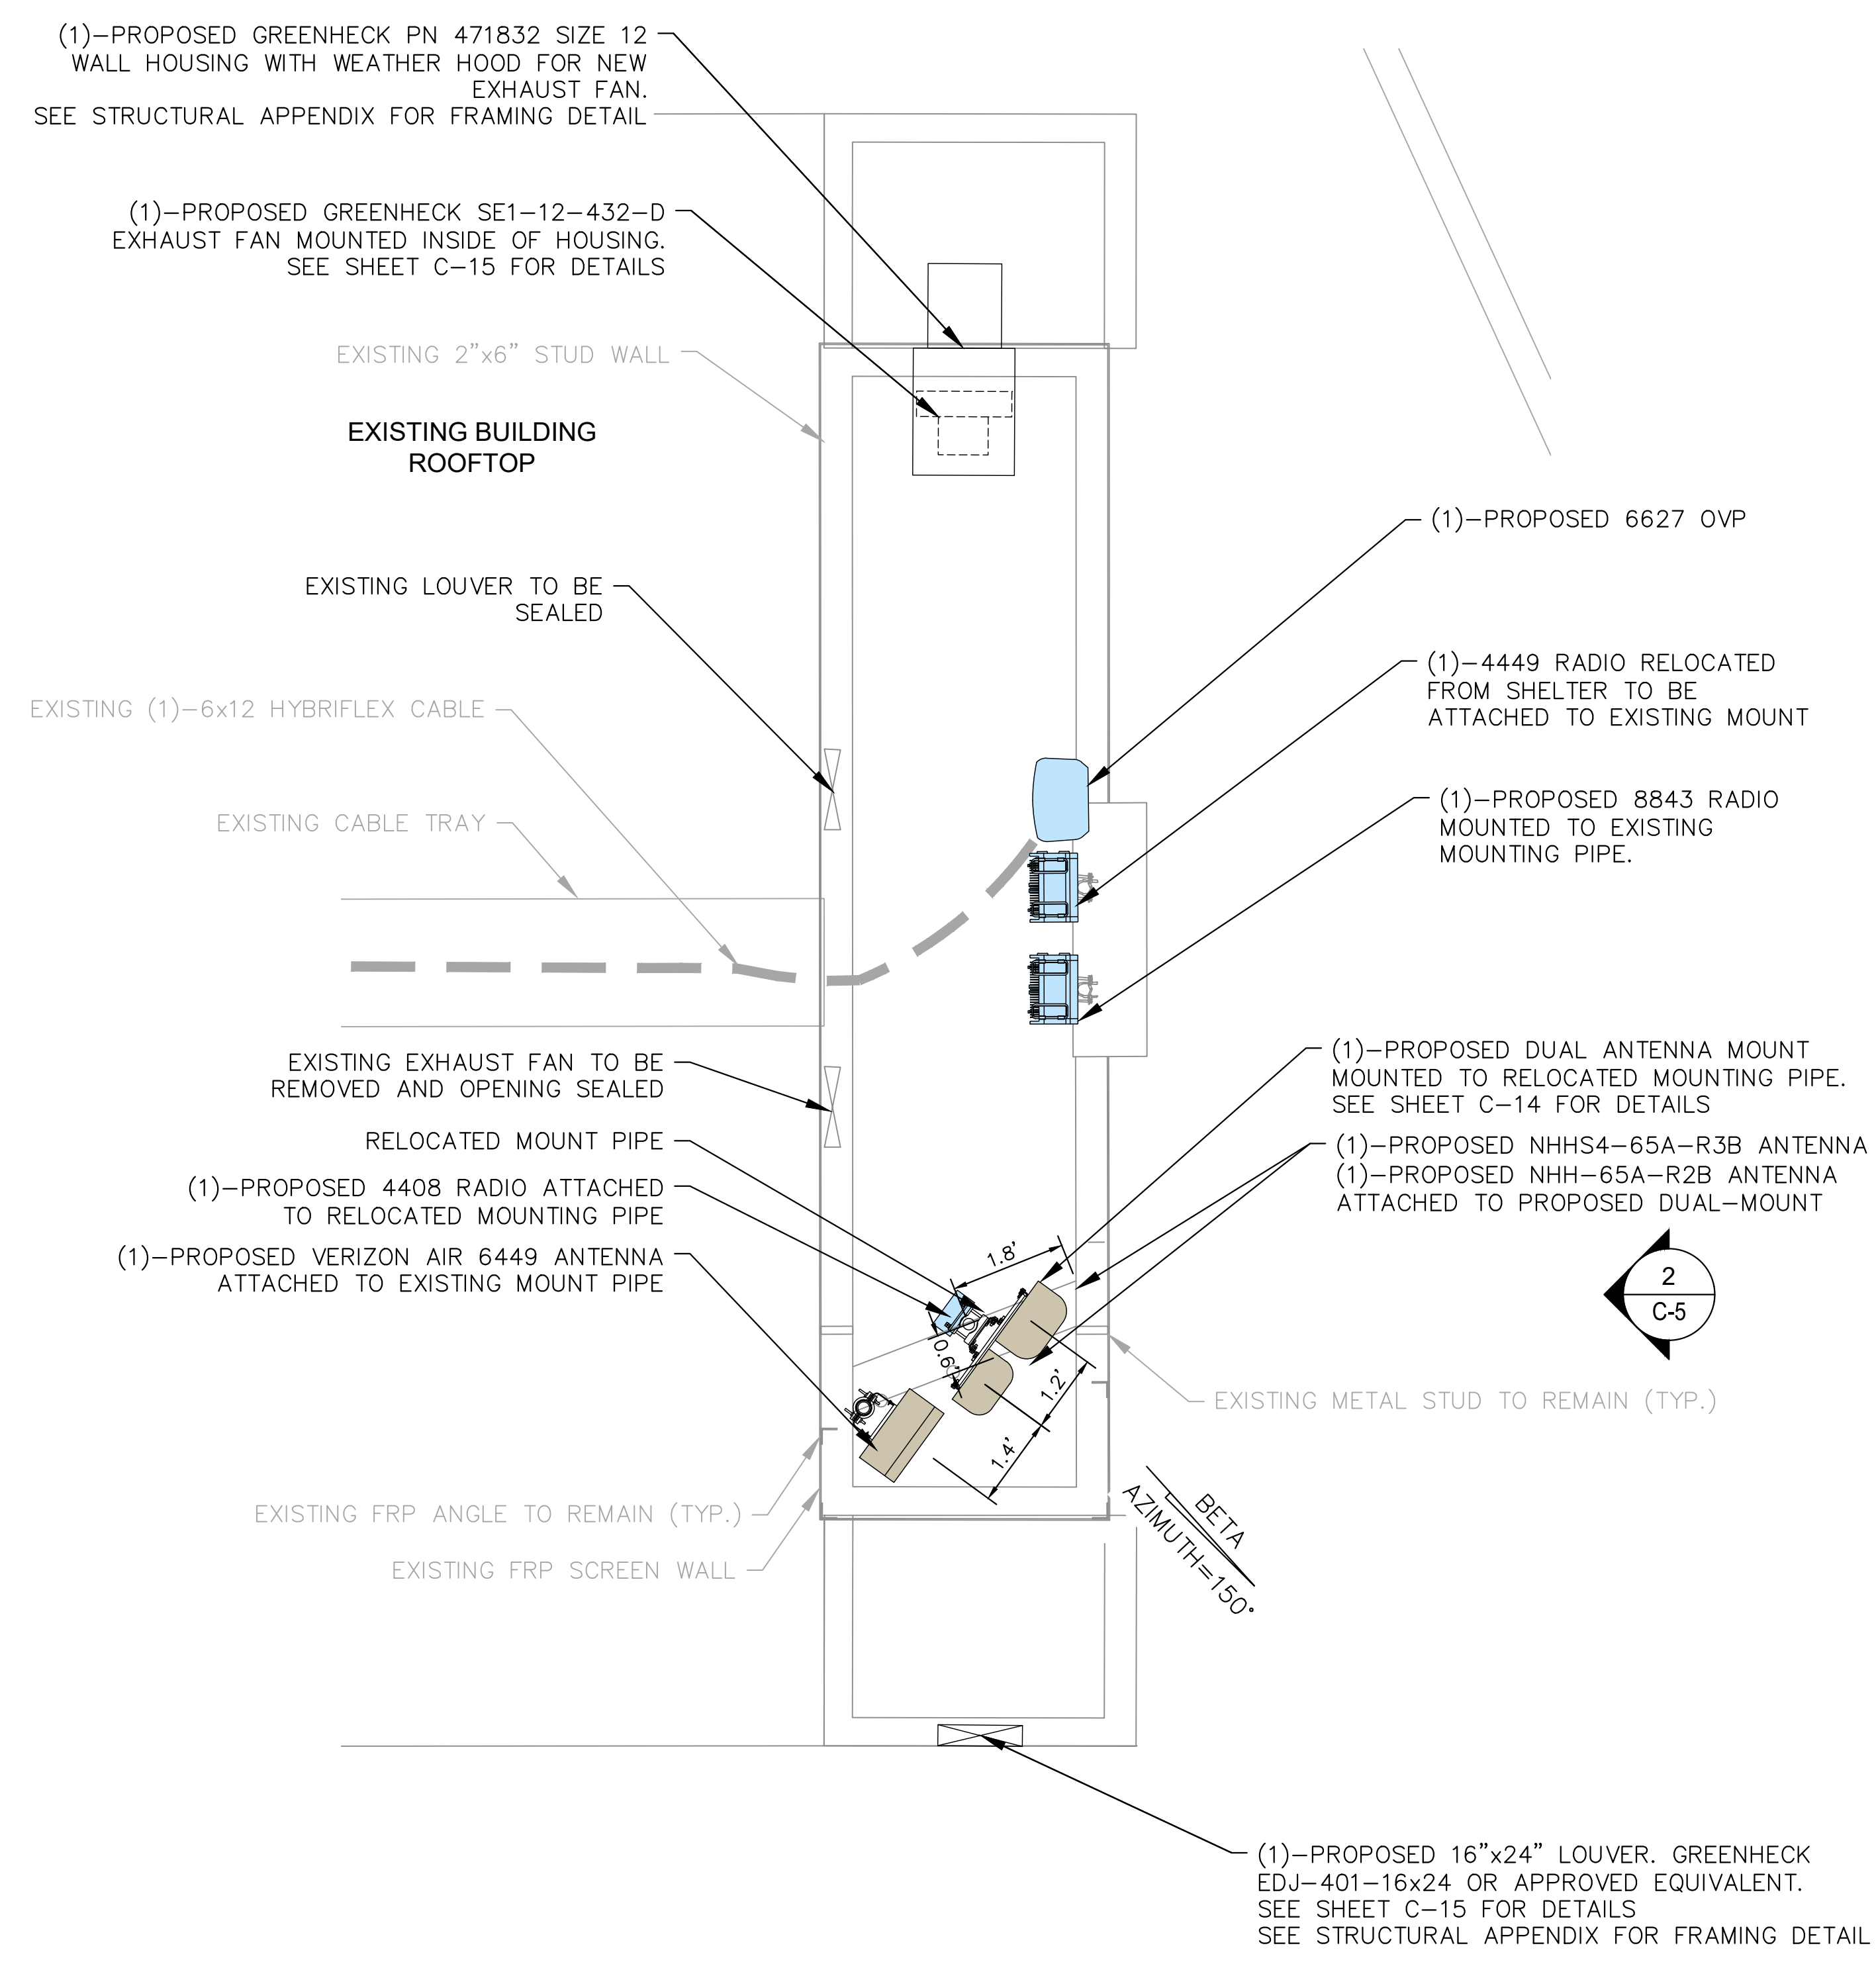 (1)-PROPOSED GREENHECK PN 471832 SIZE 12
WALL HOUSING WITH WEATHER HOOD FOR NEW
EXHAUST FAN.
SEE STRUCTURAL APPENDIX FOR FRAMING DETAIL
(1)-PROPOSED GREENHECK SE1-12-432-D
EXHAUST FAN MOUNTED INSIDE OF HOUSING.
SEE SHEET C-15 FOR DETAILS
EXISTING 2"x6" STUD WALL
EXISTING BUILDING
ROOFTOP
(1)-PROPOSED 6627 OVP
EXISTING LOUVER TO BE
SEALED
(1)-4449 RADIO RELOCATED
FROM SHELTER TO BE
ATTACHED TO EXISTING MOUNT
EXISTING (1)-6x12 HYBRIFLEX CABLE
(1)-PROPOSED 8843 RADIO
MOUNTED TO EXISTING
MOUNTING PIPE.
EXISTING CABLE TRAY
EXISTING EXHAUST FAN TO BE
REMOVED AND OPENING SEALED
(1)-PROPOSED DUAL ANTENNA MOUNT
MOUNTED TO RELOCATED MOUNTING PIPE.
SEE SHEET C-14 FOR DETAILS
RELOCATED MOUNT PIPE
(1)-PROPOSED NHHS4-65A-R3B ANTENNA
(1)-PROPOSED NHH-65A-R2B ANTENNA
ATTACHED TO PROPOSED DUAL-MOUNT
(1)-PROPOSED 4408 RADIO ATTACHED
TO RELOCATED MOUNTING PIPE
(1)-PROPOSED VERIZON AIR 6449 ANTENNA
ATTACHED TO EXISTING MOUNT PIPE
1.8'
0.6'
1.2'
1.4'
2
C-5
EXISTING METAL STUD TO REMAIN (TYP.)
EXISTING FRP ANGLE TO REMAIN (TYP.)
EXISTING FRP SCREEN WALL
BETA
AZIMUTH=150°
(1)-PROPOSED 16"x24" LOUVER. GREENHECK
EDJ-401-16x24 OR APPROVED EQUIVALENT.
SEE SHEET C-15 FOR DETAILS
SEE STRUCTURAL APPENDIX FOR FRAMING DETAIL